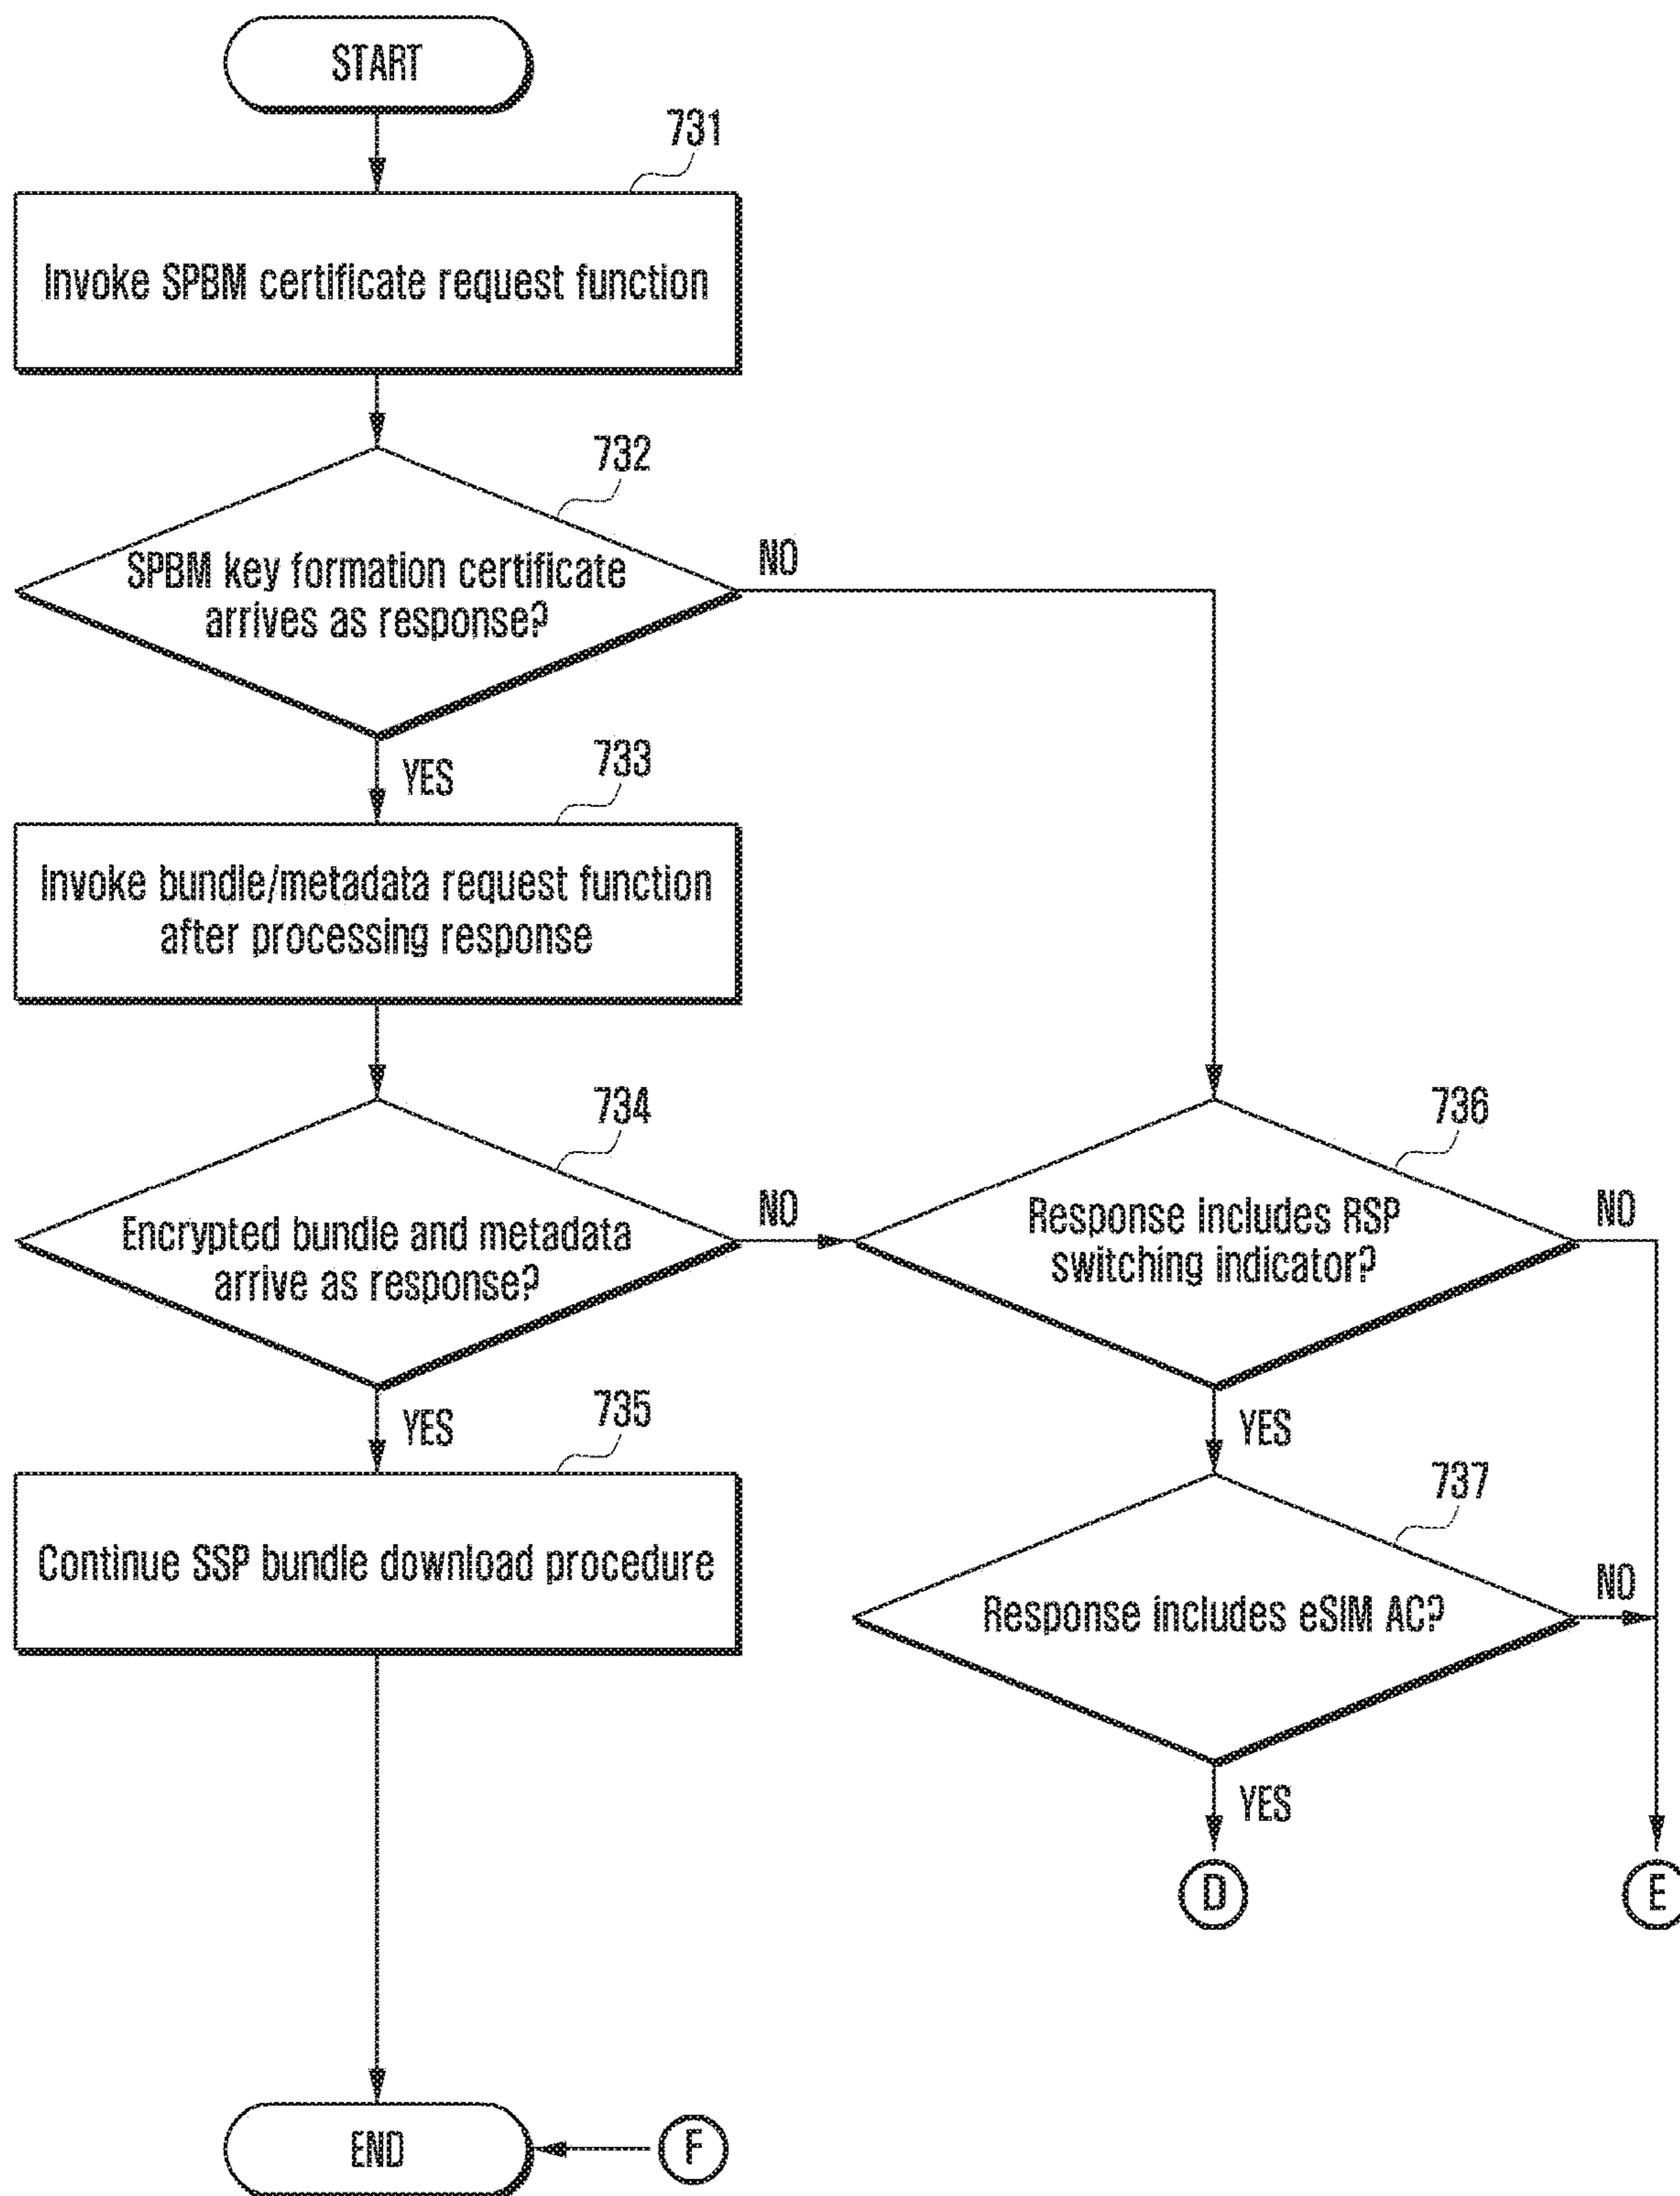 START
731
Invoke SPBM certificate request function
732
SPBM key formation certificate
arrives as response?
NO
YES
733
Invoke bundle/metadata request function
after processing response
734
Encrypted bundle and metadata
arrive as response?
NO
736
Response includes RSP
switching indicator?
NO
YES
735
Continue SSP bundle download procedure
YES
737
Response includes eSIM AC?
NO
YES
D
E
END
F